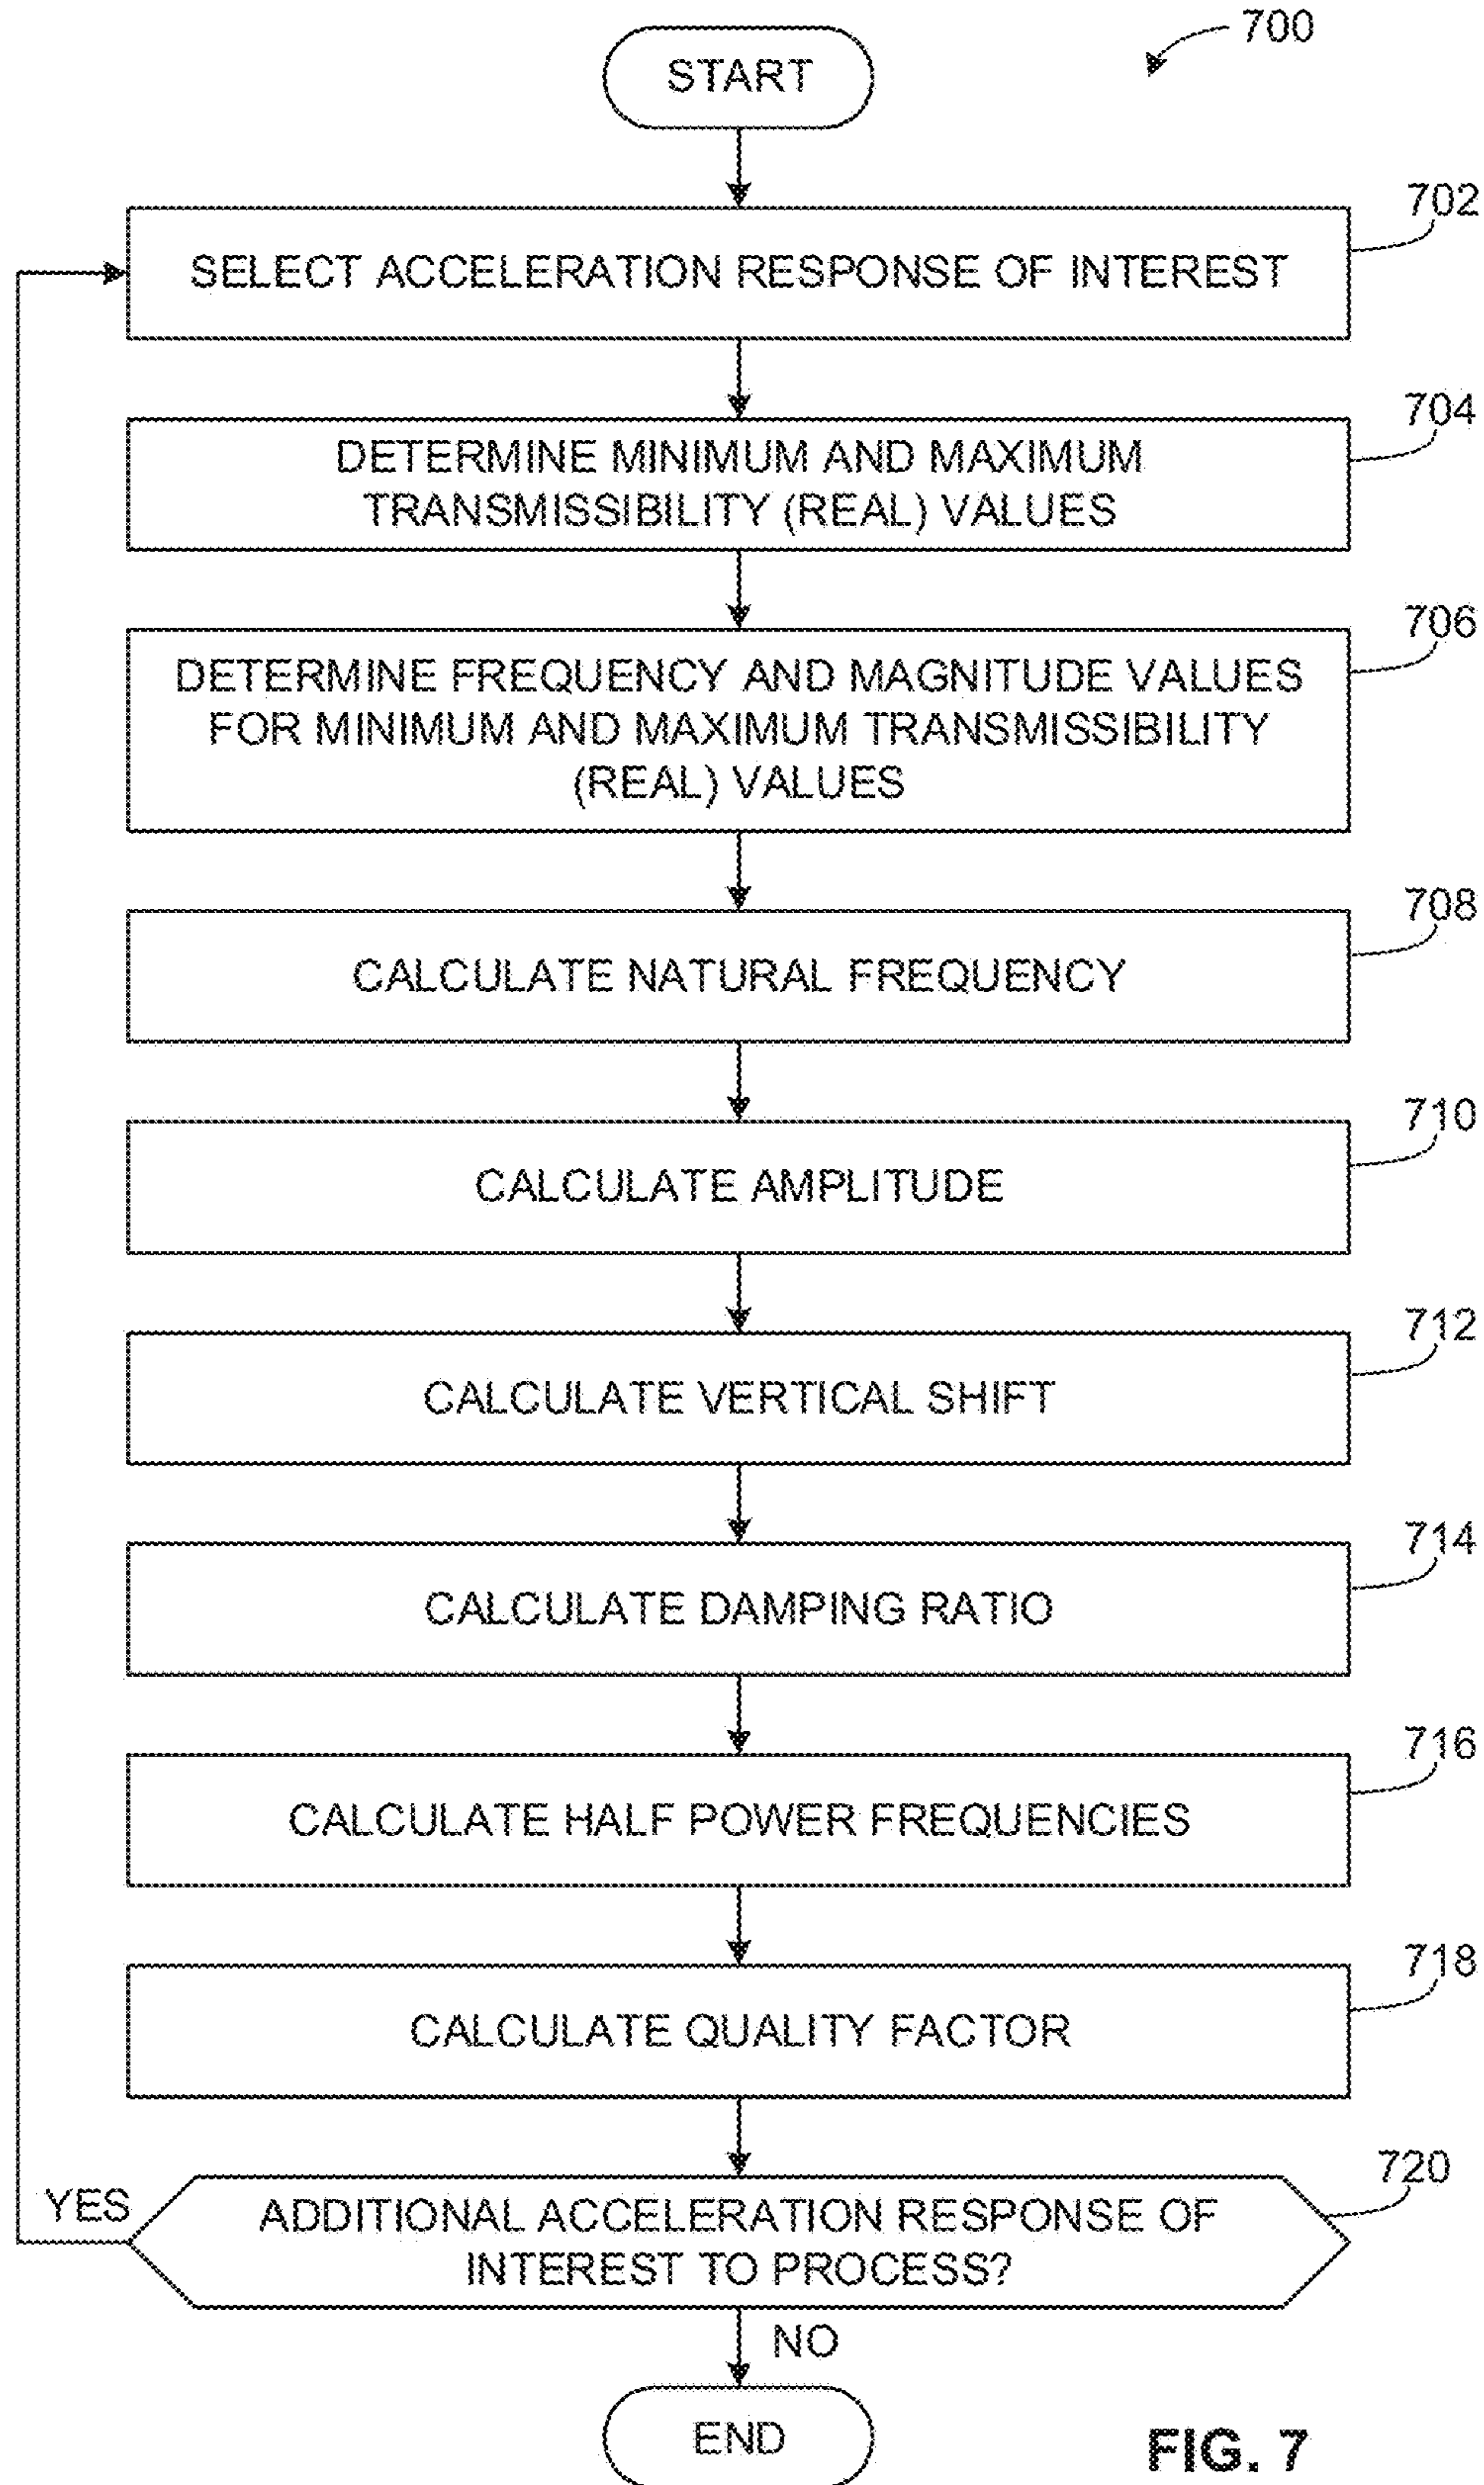 700
START
702
SELECT ACCELERATION RESPONSE OF INTEREST
704
DETERMINE MINIMUM AND MAXIMUM
TRANSMISSIBILITY (REAL) VALUES
706
DETERMINE FREQUENCY AND MAGNITUDE VALUES
FOR MINIMUM AND MAXIMUM TRANSMISSIBILITY
(REAL) VALUES
708
CALCULATE NATURAL FREQUENCY
710
CALCULATE AMPLITUDE
712
CALCULATE VERTICAL SHIFT
714
CALCULATE DAMPING RATIO
716
CALCULATE HALF POWER FREQUENCIES
718
CALCULATE QUALITY FACTOR
720
YES
ADDITIONAL ACCELERATION RESPONSE OF
INTEREST TO PROCESS?
NO
END
FIG. 7